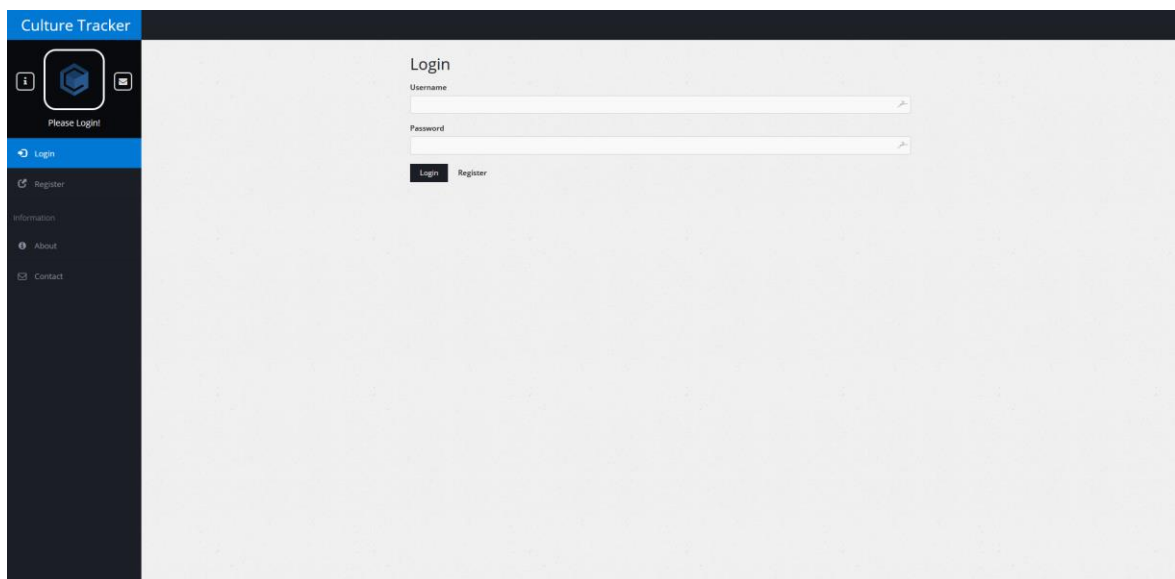 Culture Tracker
Please Login!
Login
Register
Information
About
Contact
Login
Username
Password
Login Register